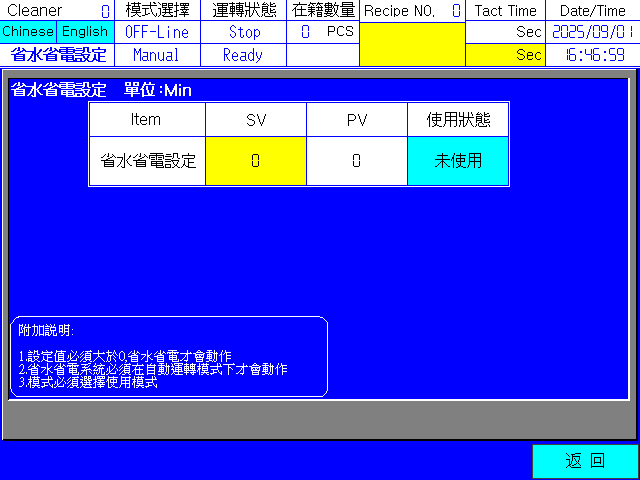 Cleaner 0 模式選擇 運轉狀態 在籍數量 Recipe NO. 0 Tact Time Date/Time
Chinese English OFF-Line Stop 0 PCS Sec 2025/09/01
省水省電設定 Manual Ready Sec 16:46:59
省水省電設定 單位:Min
Item SV PV 使用狀態
省水省電設定 0 0 未使用
附加說明:
1.設定值必須大於0,省水省電才會動作
2.省水省電系統必須在自動運轉模式下才會動作
3.模式必須選擇使用模式
返 回